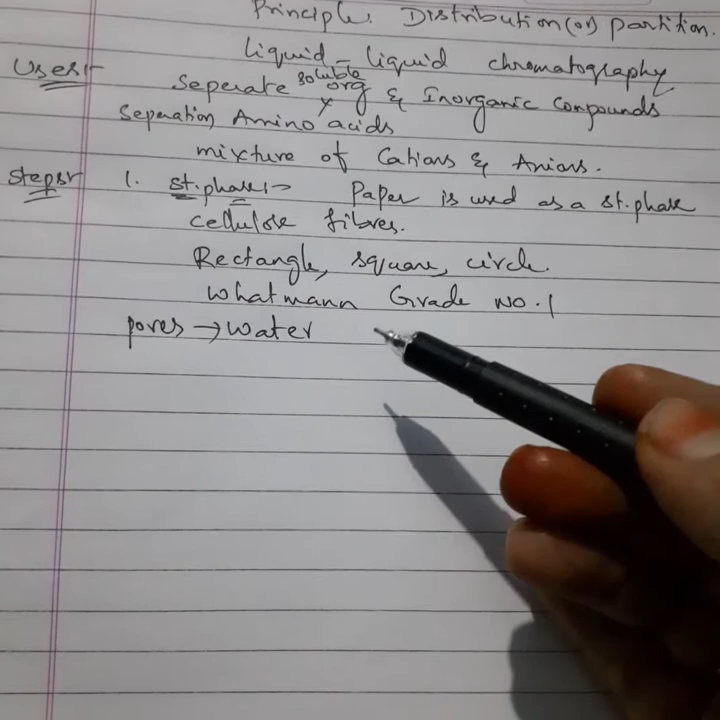 Principle: Distribution (or) partition.
Liquid - liquid chromatography
Uses:-
Seperate soluble org & Inorganic Compounds
Seperation Amino acids
mixture of Cations & Anions.
Steps:- 1. st.phase:- Paper is used as a st.phase
cellulose fibres.
Rectangle, square, circle.
Whatmann Grade No.1
pores → water